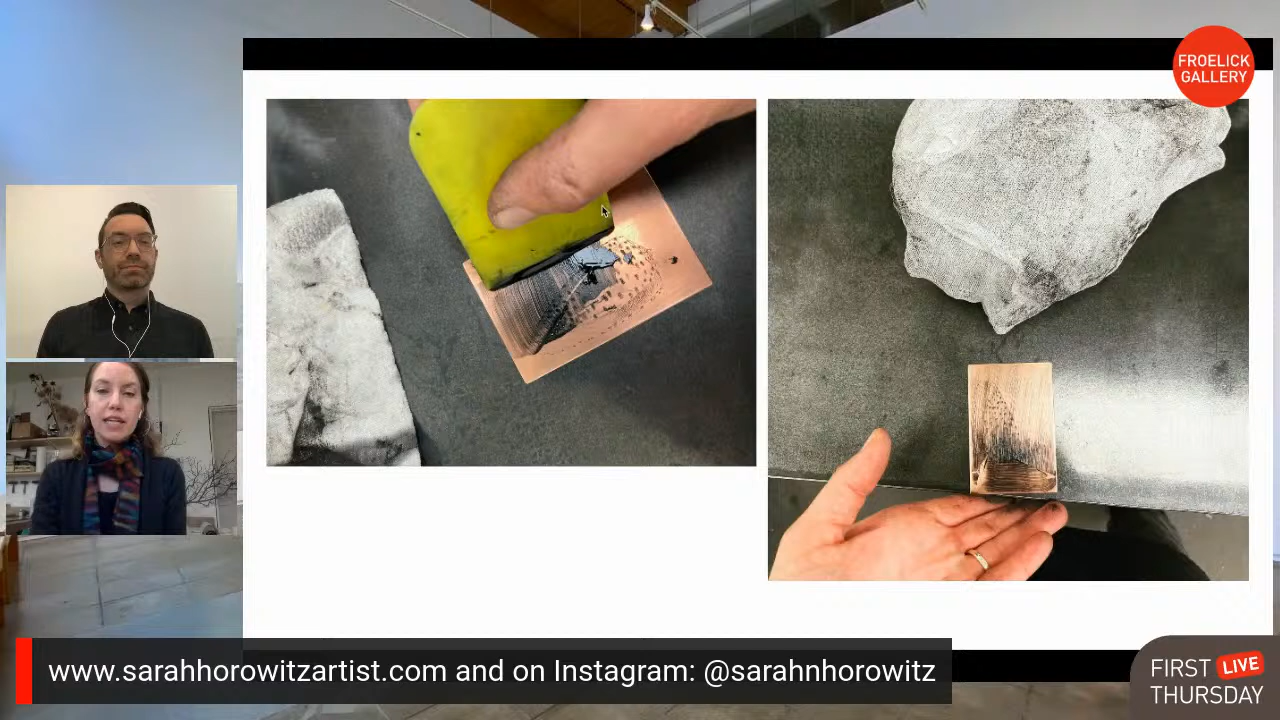 FROELICK
GALLERY
www.sarahhorowitzartist.com and on Instagram: @sarahnhorowitz
FIRST LIVE
THURSDAY